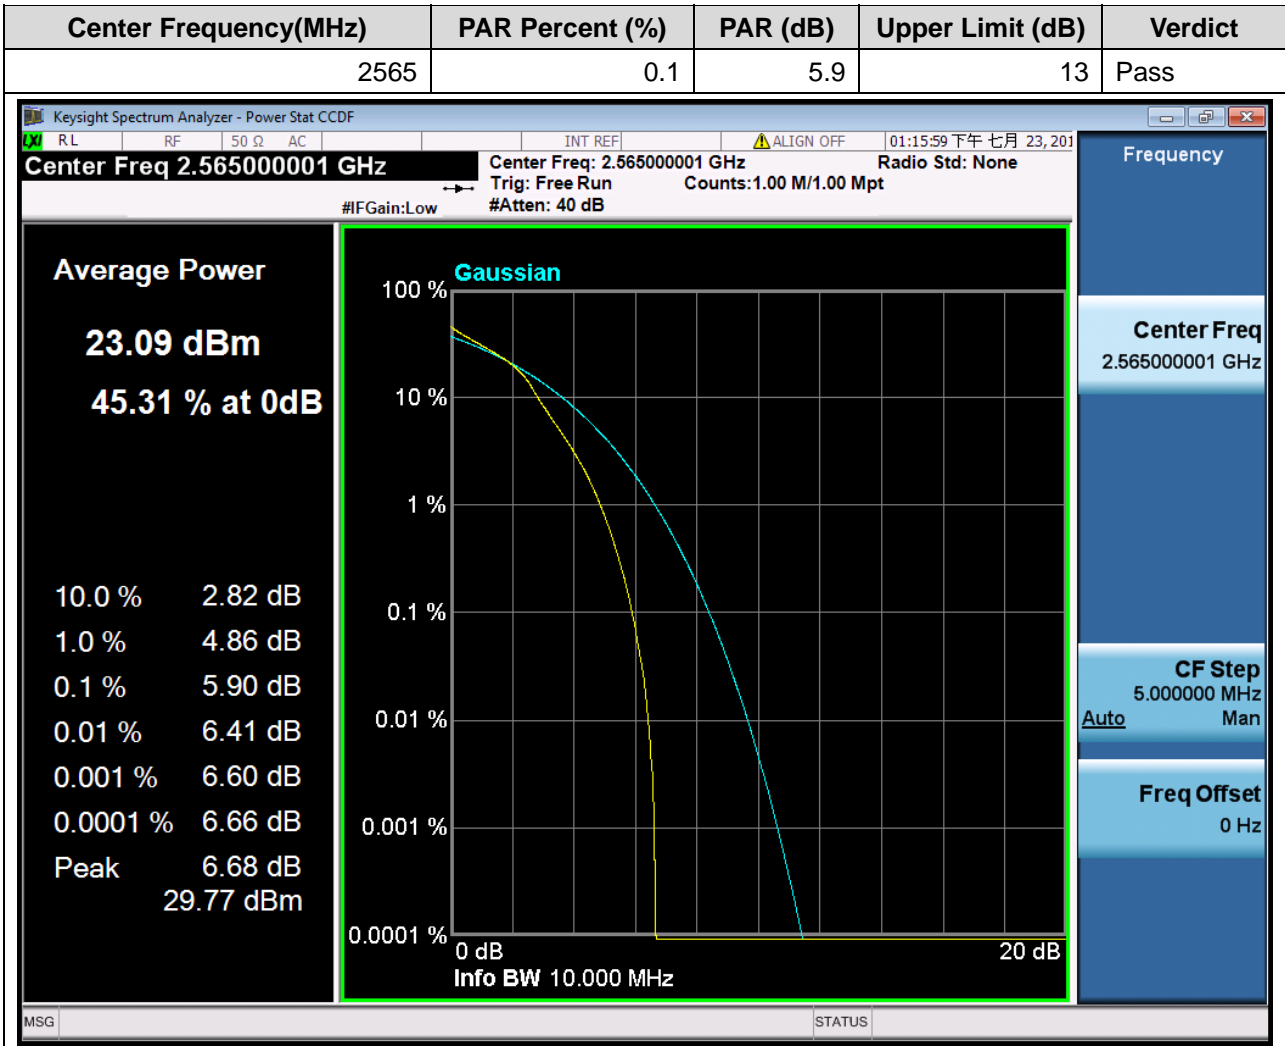 Center Frequency(MHz) PAR Percent (%) PAR (dB) Upper Limit (dB) Verdict
2565 0.1 5.9 13 Pass
Keysight Spectrum Analyzer - Power Stat CCDF
LXI RL RF 50 Ω AC INT REF ALIGN OFF 01:15:59 下午 七月 23, 201
Center Freq 2.565000001 GHz
Center Freq: 2.565000001 GHz Radio Std: None
Trig: Free Run Counts:1.00 M/1.00 Mpt
#IFGain:Low #Atten: 40 dB
Frequency
Average Power
23.09 dBm
45.31 % at 0dB
10.0 % 2.82 dB
1.0 % 4.86 dB
0.1 % 5.90 dB
0.01 % 6.41 dB
0.001 % 6.60 dB
0.0001 % 6.66 dB
Peak 6.68 dB
29.77 dBm
Gaussian
100 %
10 %
1 %
0.1 %
0.01 %
0.001 %
0.0001 %
0 dB 20 dB
Info BW 10.000 MHz
Center Freq
2.565000001 GHz
CF Step
5.000000 MHz
Auto Man
Freq Offset
0 Hz
MSG STATUS